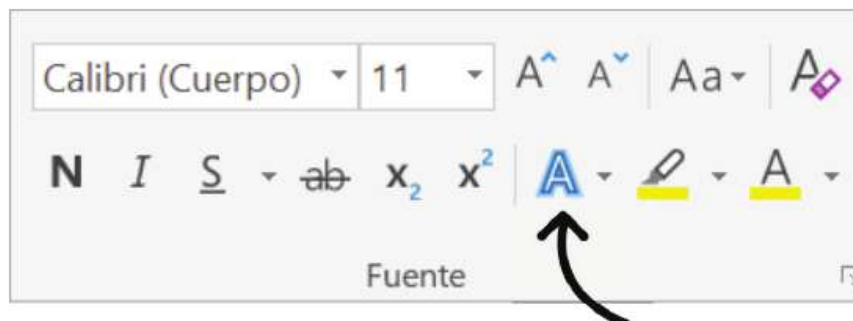 Calibri (Cuerpo) 11 A A Aa A
N I S ab x₂ x² A A
Fuente